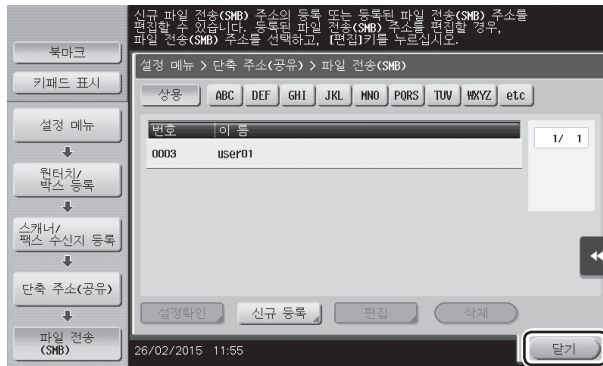 신규 파일 전송(SMB) 주소의 등록 또는 등록된 파일 전송(SMB) 주소를
편집할 수 있습니다. 등록된 파일 전송(SMB) 주소를 편집할 경우,
파일 전송(SMB) 주소를 선택하고, [편집]키를 누르십시오.
북마크
키패드 표시
설정 메뉴
원터치/
박스 등록
스캐너/
팩스 수신지 등록
단축 주소(공유)
파일 전송
(SMB)
설정 메뉴 > 단축 주소(공유) > 파일 전송(SMB)
상용 ABC DEF GHI JKL MNO PQRS TUV WXYZ etc
번호 이 름
0003 user01
1/ 1
설정확인 신규 등록 편집 삭제
26/02/2015 11:55
닫기